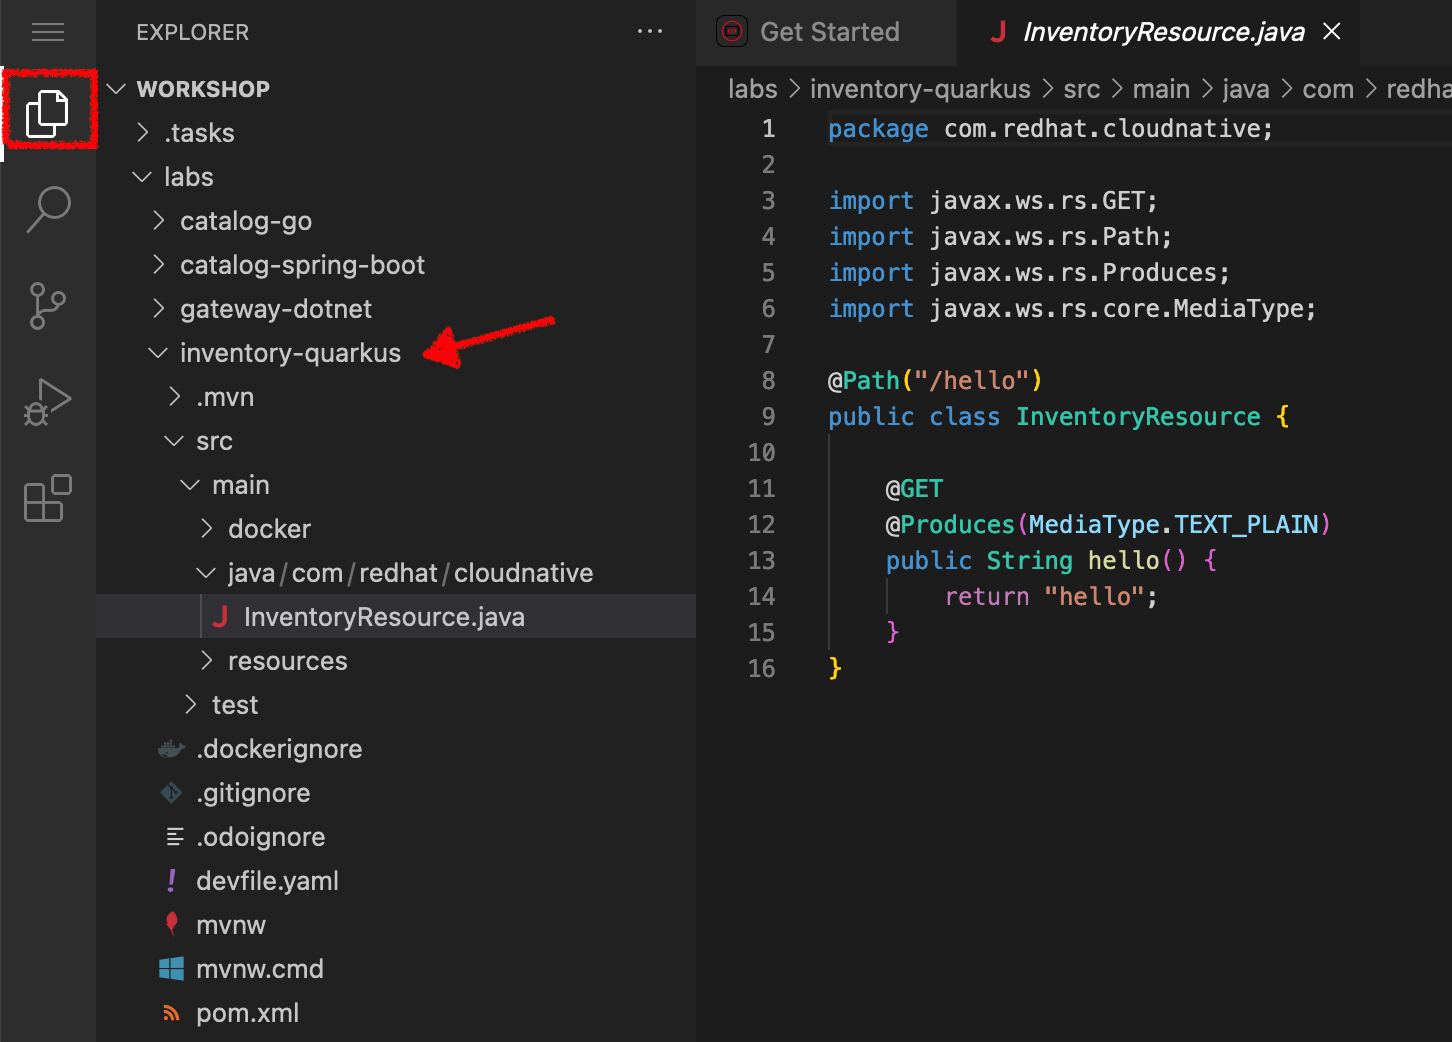 EXPLORER
WORKSHOP
.tasks
labs
catalog-go
catalog-spring-boot
gateway-dotnet
inventory-quarkus
.mvn
src
main
docker
java/com/redhat/cloudnative
J InventoryResource.java
resources
test
.dockerignore
.gitignore
.odoignore
! devfile.yaml
mvnw
mvnw.cmd
pom.xml
Get Started
J InventoryResource.java
labs > inventory-quarkus > src > main > java > com > redha
1 package com.redhat.cloudnative;
2
3 import javax.ws.rs.GET;
4 import javax.ws.rs.Path;
5 import javax.ws.rs.Produces;
6 import javax.ws.rs.core.MediaType;
7
8 @Path("/hello")
9 public class InventoryResource {
10
11 @GET
12 @Produces(MediaType.TEXT_PLAIN)
13 public String hello() {
14 return "hello";
15 }
16 }